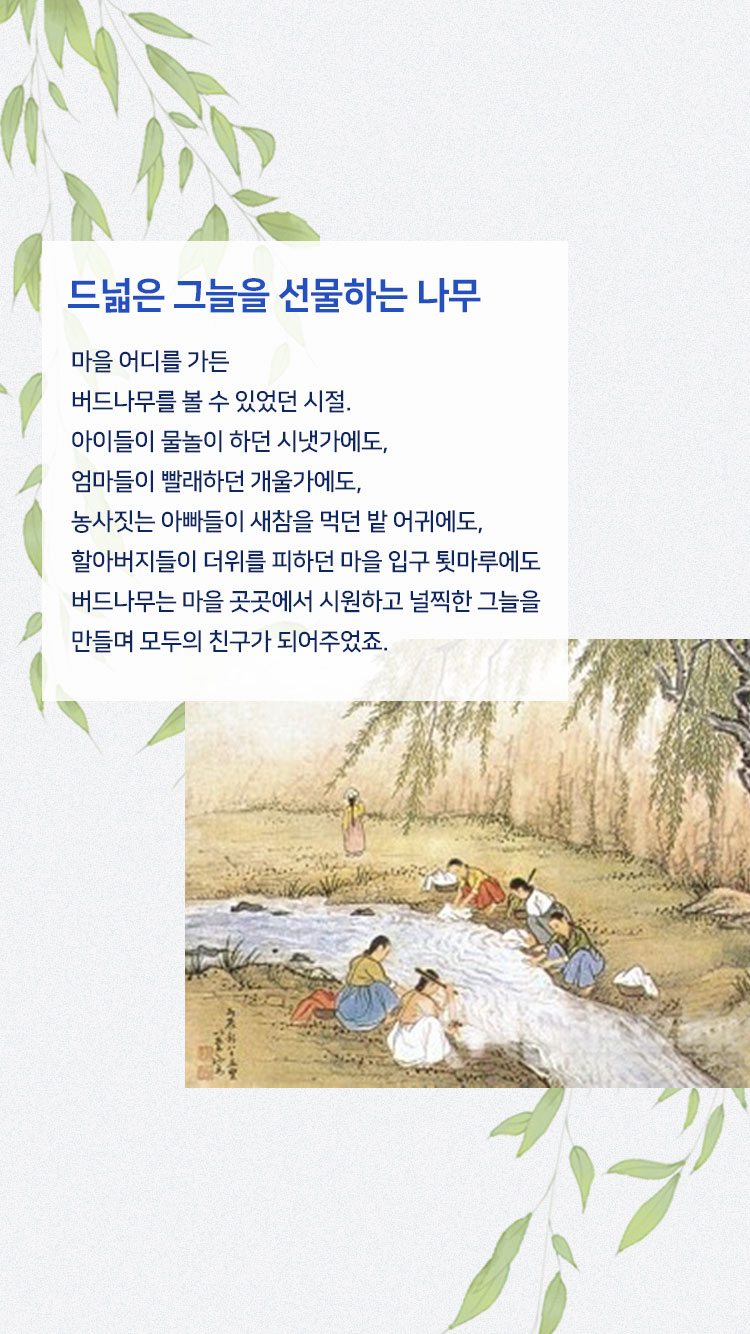 드넓은 그늘을 선물하는 나무
마을 어디를 가든
버드나무를 볼 수 있었던 시절.
아이들이 물놀이 하던 시냇가에도,
엄마들이 빨래하던 개울가에도,
농사짓는 아빠들이 새참을 먹던 밭 어귀에도,
할아버지들이 더위를 피하던 마을 입구 툇마루에도
버드나무는 마을 곳곳에서 시원하고 널찍한 그늘을
만들며 모두의 친구가 되어주었죠.